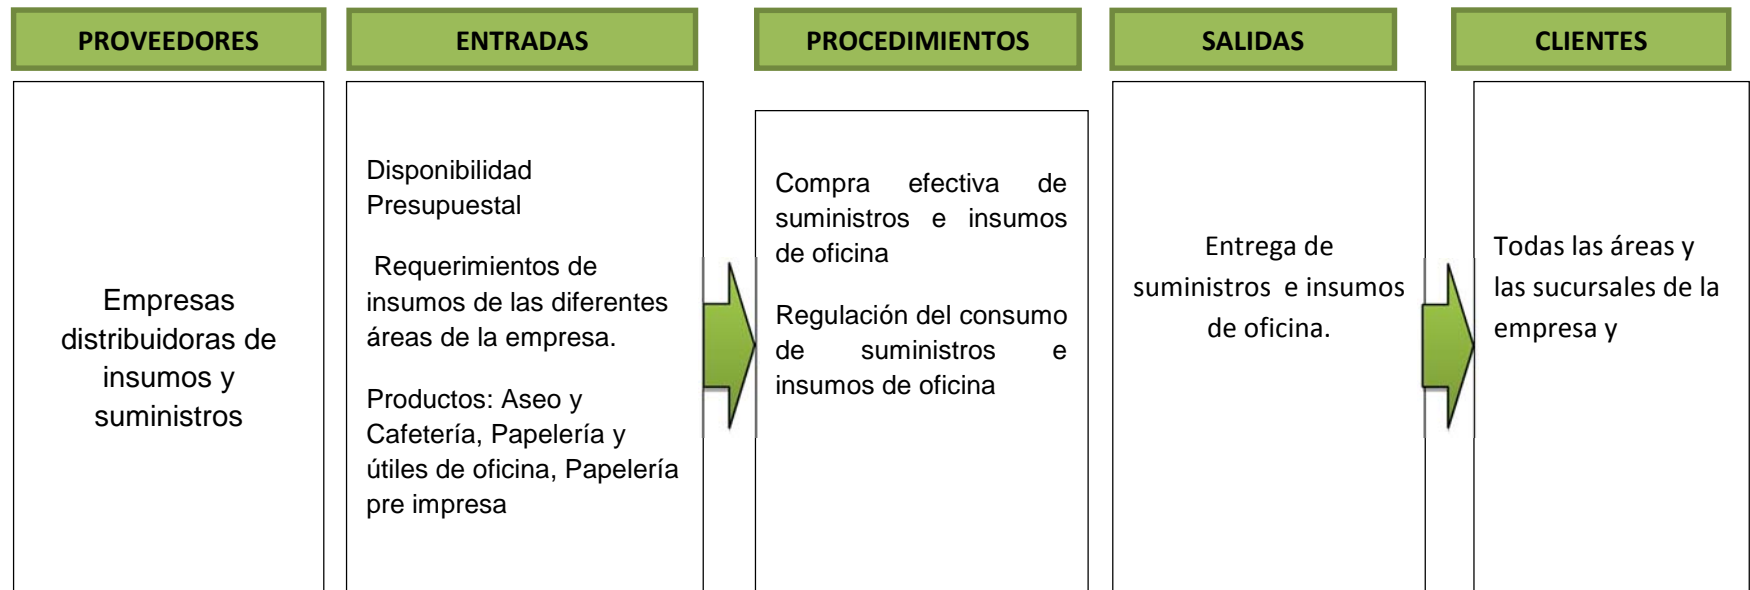 PROVEEDORES
ENTRADAS
PROCEDIMIENTOS
SALIDAS
CLIENTES
Empresas
distribuidoras de
insumos y
suministros
Disponibilidad
Presupuestal
Requerimientos de
insumos de las diferentes
áreas de la empresa.
Productos: Aseo y
Cafetería, Papelería y
útiles de oficina, Papelería
pre impresa
Compra efectiva de
suministros e insumos
de oficina
Regulación del consumo
de suministros e
insumos de oficina
Entrega de
suministros e insumos
de oficina.
Todas las áreas y
las sucursales de la
empresa y